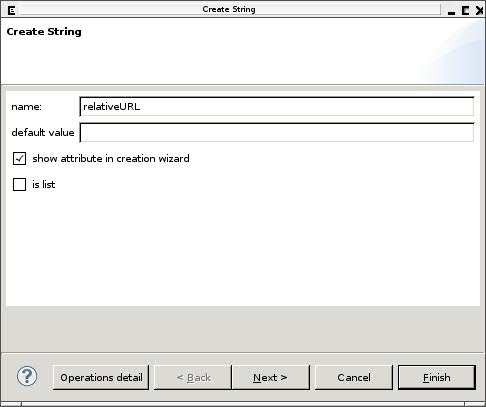 Create String
Create String
name: relativeURL
default value
show attribute in creation wizard
is list
? Operations detail < Back Next > Cancel Finish